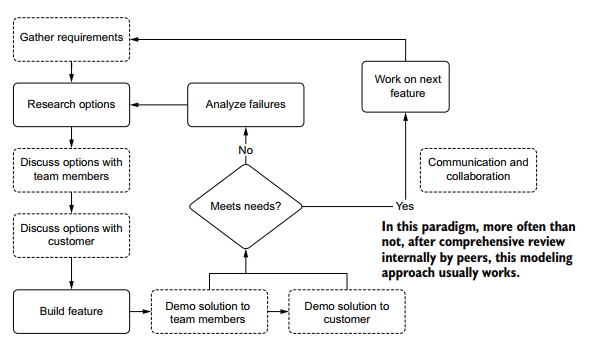 Gather requirements
Work on next
feature
Research options
Analyze failures
No
Communication and
collaboration
Discuss options with
team members
Meets needs?
Yes
Discuss options with
customer
In this paradigm, more often than
not, after comprehensive review
internally by peers, this modeling
approach usually works.
Build feature
Demo solution to
team members
Demo solution to
customer